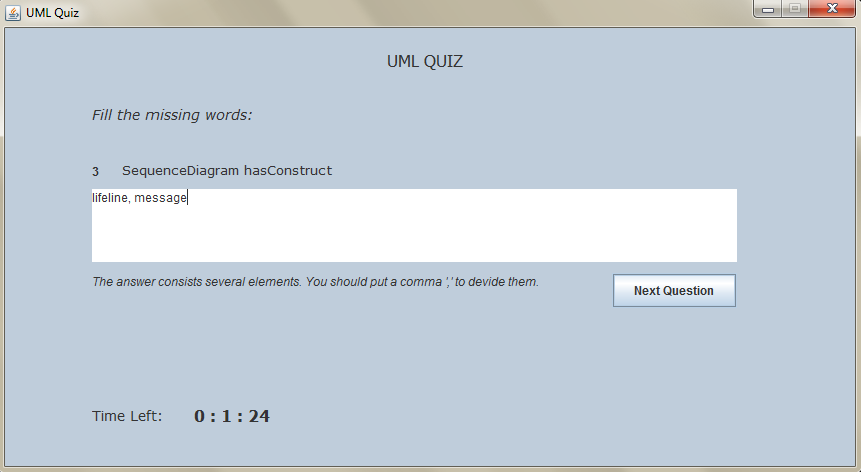 UML Quiz
UML QUIZ
Fill the missing words:
3 SequenceDiagram hasConstruct
lifeline, message
The answer consists several elements. You should put a comma ',' to devide them.
Next Question
Time Left: 0 : 1 : 24